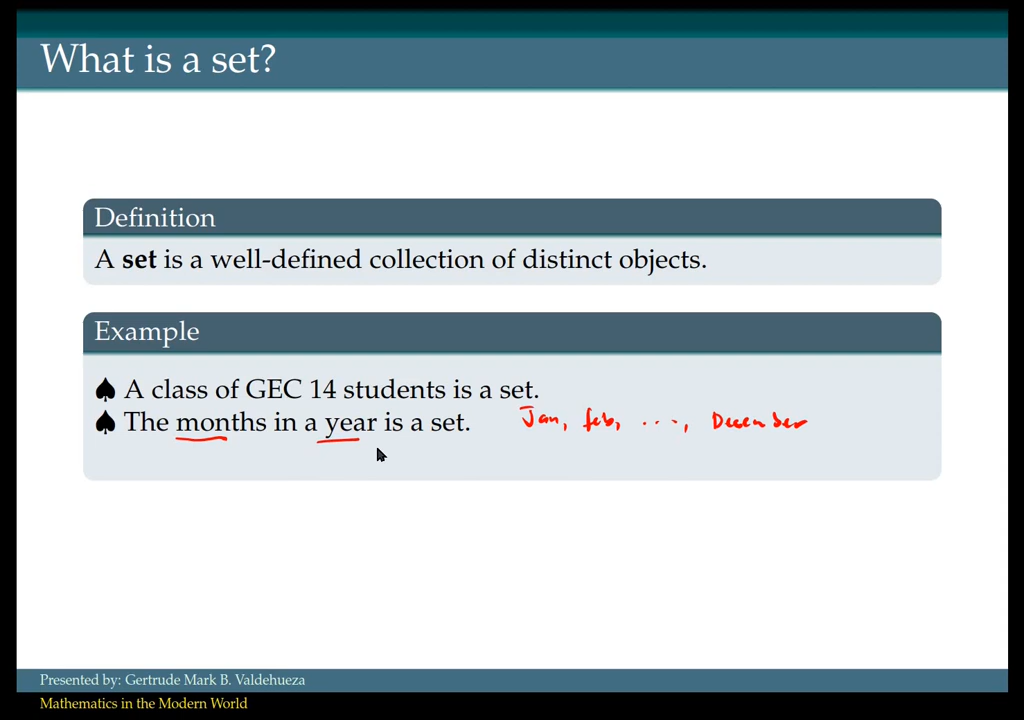 What is a set?
Definition
A set is a well-defined collection of distinct objects.
Example
♠ A class of GEC 14 students is a set.
♠ The months in a year is a set. Jan, feb, ..., December
Presented by: Gertrude Mark B. Valdehueza
Mathematics in the Modern World